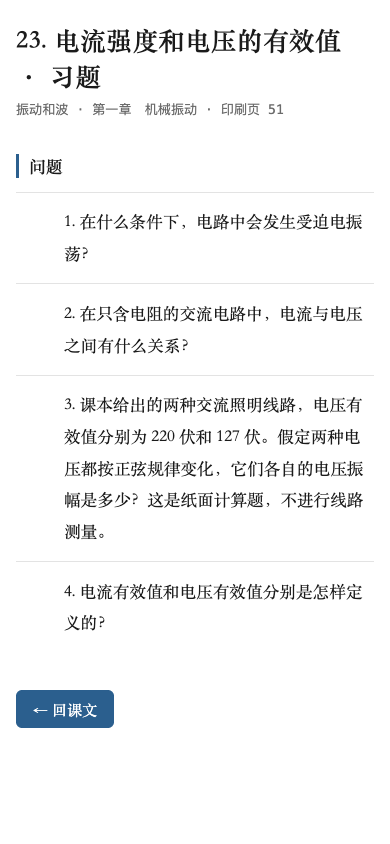 23. 电流强度和电压的有效值
· 习题
振动和波 · 第一章 机械振动 · 印刷页 51
问题
1. 在什么条件下，电路中会发生受迫电振
荡？
2. 在只含电阻的交流电路中，电流与电压
之间有什么关系？
3. 课本给出的两种交流照明线路，电压有
效值分别为 220 伏和 127 伏。假定两种电
压都按正弦规律变化，它们各自的电压振
幅是多少？这是纸面计算题，不进行线路
测量。
4. 电流有效值和电压有效值分别是怎样定
义的？
← 回课文